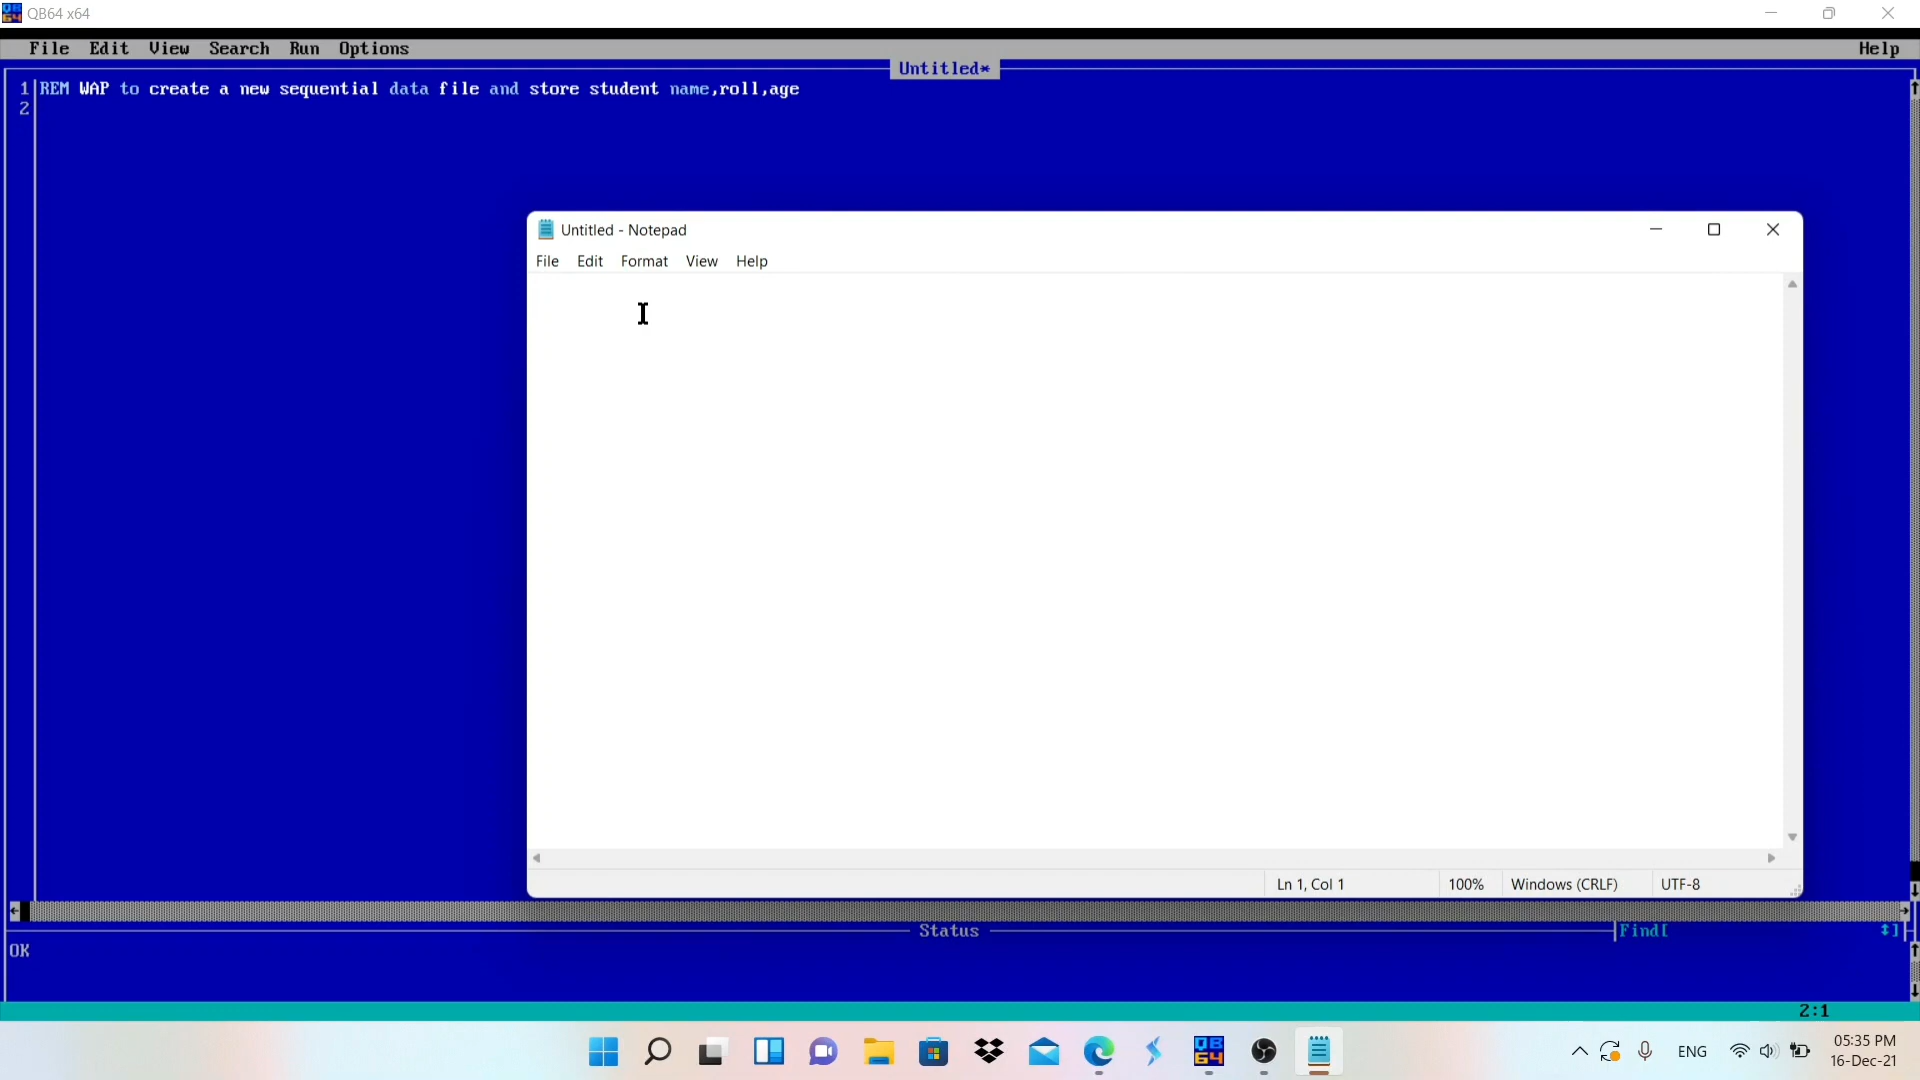 QB64 x64
File Edit View Search Run Options Help
Untitled*
1 REM WAP to create a new sequential data file and store student name,roll,age
2
Untitled - Notepad
File Edit Format View Help
Ln 1, Col 1 100% Windows (CRLF) UTF-8
Status Find[ ↕]
OK
2:1
QB64
ENG
05:35 PM
16-Dec-21